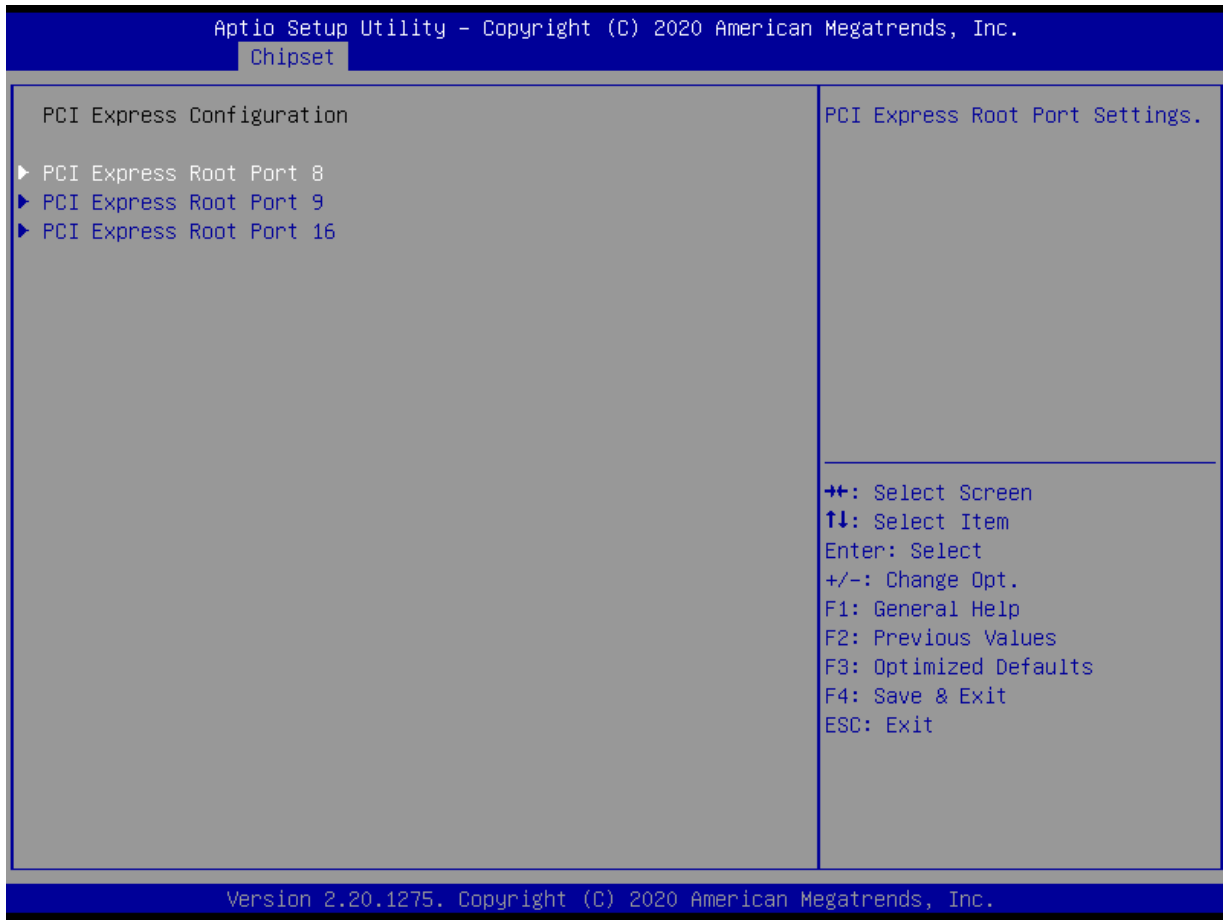 Aptio Setup Utility – Copyright (C) 2020 American Megatrends, Inc.
Chipset
PCI Express Configuration
▶ PCI Express Root Port 8
▶ PCI Express Root Port 9
▶ PCI Express Root Port 16
PCI Express Root Port Settings.
→←: Select Screen
↑↓: Select Item
Enter: Select
+/-: Change Opt.
F1: General Help
F2: Previous Values
F3: Optimized Defaults
F4: Save & Exit
ESC: Exit
Version 2.20.1275. Copyright (C) 2020 American Megatrends, Inc.